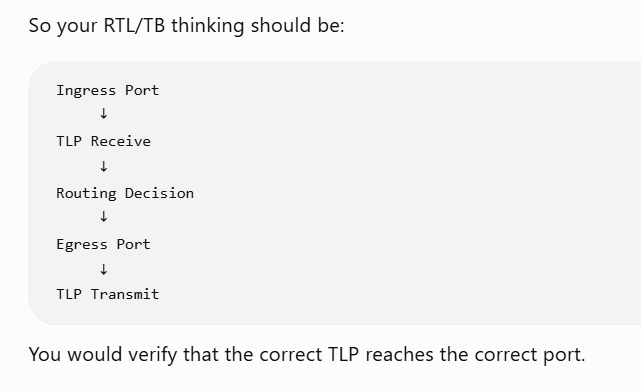 So your RTL/TB thinking should be:
Ingress Port
↓
TLP Receive
↓
Routing Decision
↓
Egress Port
↓
TLP Transmit
You would verify that the correct TLP reaches the correct port.